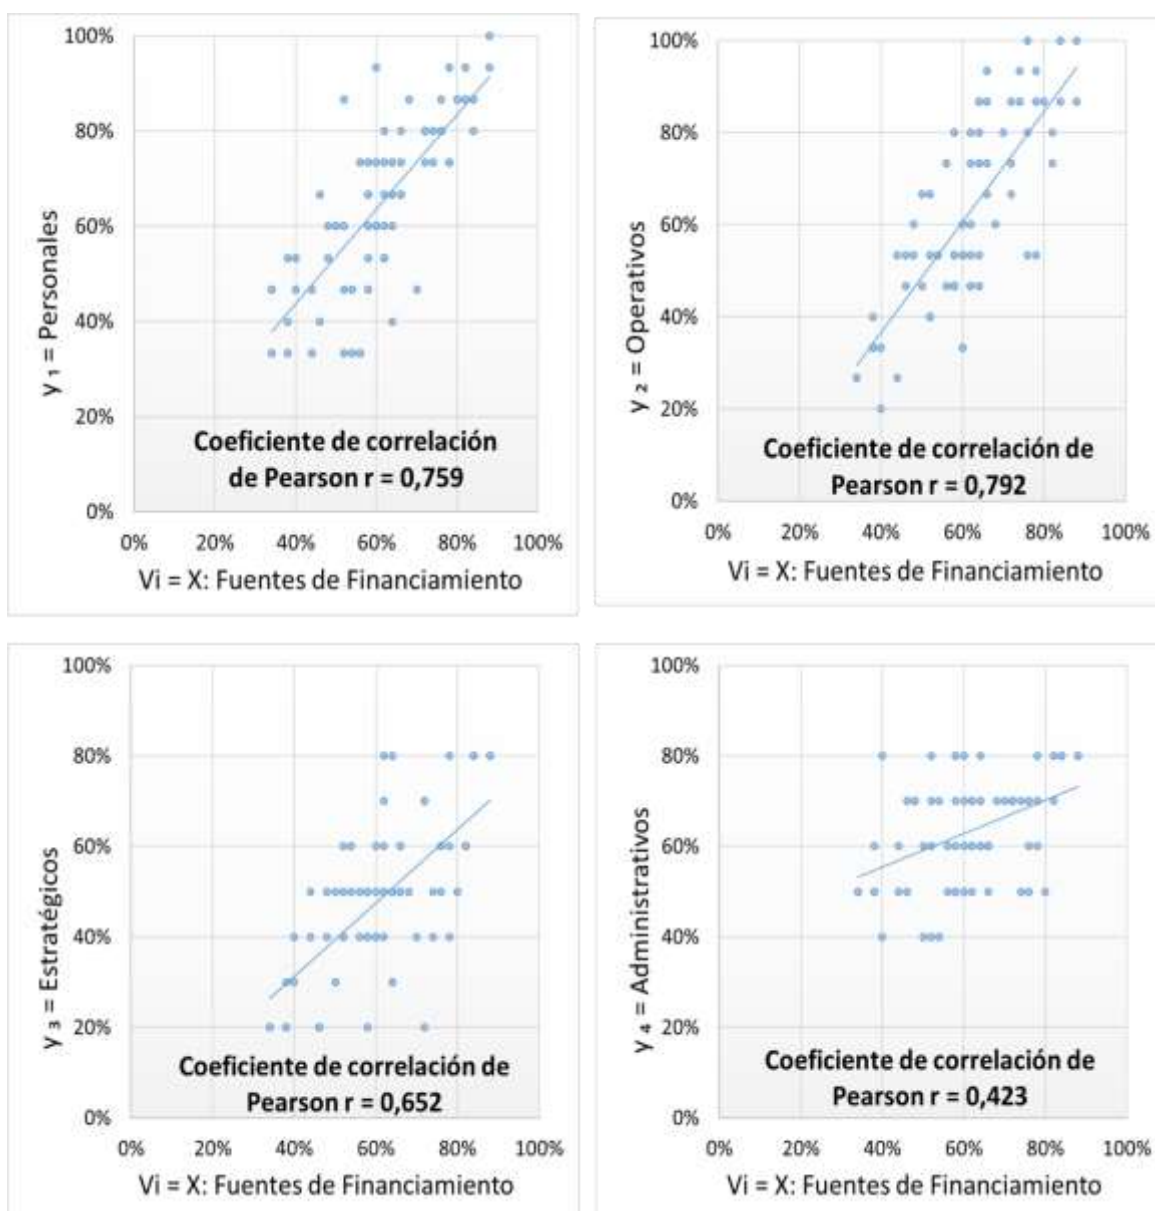 100%
80%
60%
40%
20%
0%
y 1 = Personales
Coeficiente de correlación
de Pearson r = 0,759
0% 20% 40% 60% 80% 100%
Vi = X: Fuentes de Financiamiento
100%
80%
60%
40%
20%
0%
y 2 = Operativos
Coeficiente de correlación de
Pearson r = 0,792
0% 20% 40% 60% 80% 100%
Vi = X: Fuentes de Financiamiento
100%
80%
60%
40%
20%
0%
y 3 = Estratégicos
Coeficiente de correlación de
Pearson r = 0,652
0% 20% 40% 60% 80% 100%
Vi = X: Fuentes de Financiamiento
100%
80%
60%
40%
20%
0%
y 4 = Administrativos
Coeficiente de correlación de
Pearson r = 0,423
0% 20% 40% 60% 80% 100%
Vi = X: Fuentes de Financiamiento